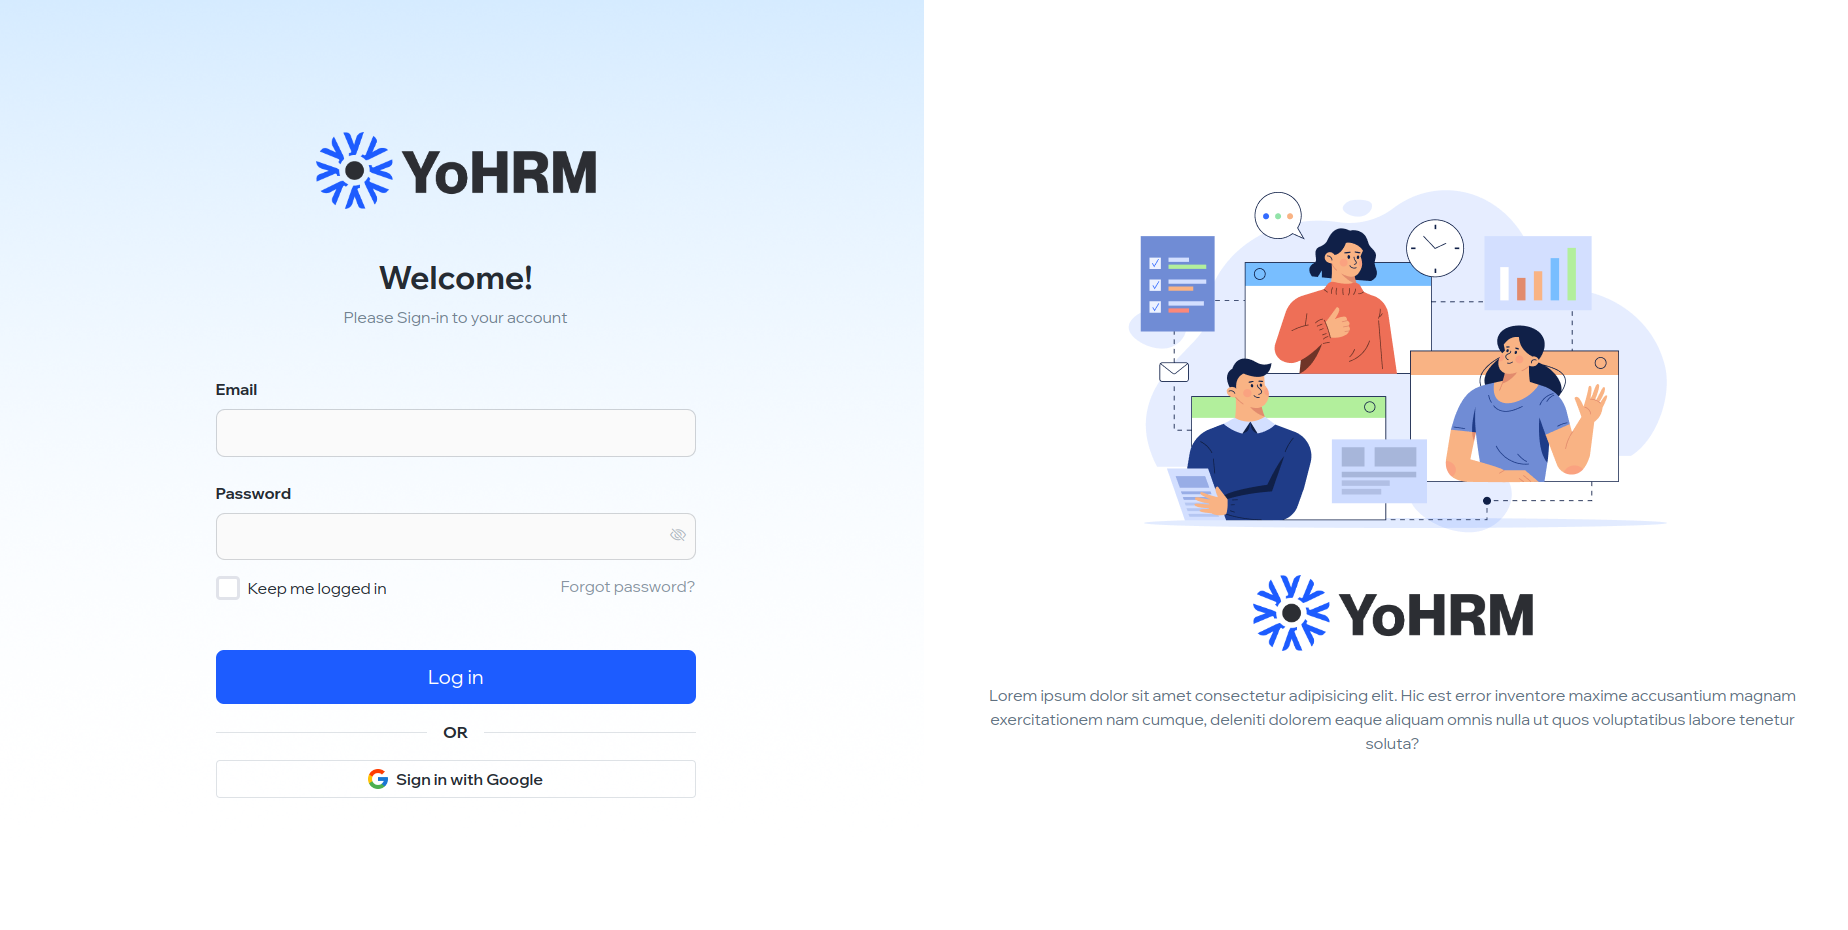 YoHRM
Welcome!
Please Sign-in to your account
Email
Password
Keep me logged in
Forgot password?
Log in
OR
Sign in with Google
YoHRM
Lorem ipsum dolor sit amet consectetur adipisicing elit. Hic est error inventore maxime accusantium magnam
exercitationem nam cumque, deleniti dolorem eaque aliquam omnis nulla ut quos voluptatibus labore tenetur
soluta?